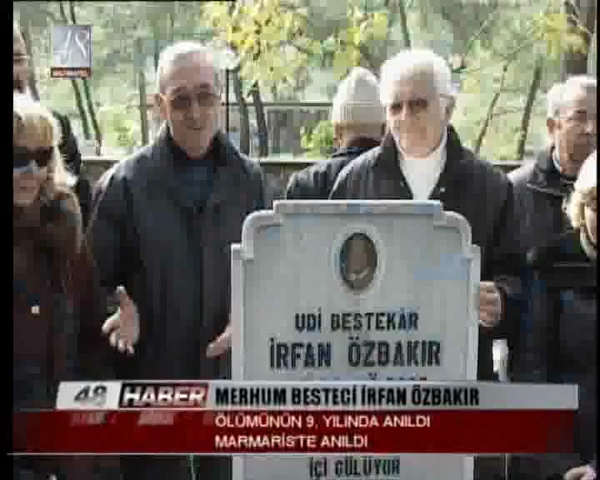 48
UDİ BESTEKAR
İRFAN ÖZBAKIR
48 HABER MERHUM BESTECİ İRFAN ÖZBAKIR
ÖLÜMÜNÜN 9. YILINDA ANILDI
MARMARİS'TE ANILDI
İÇİ GÜLÜYOR